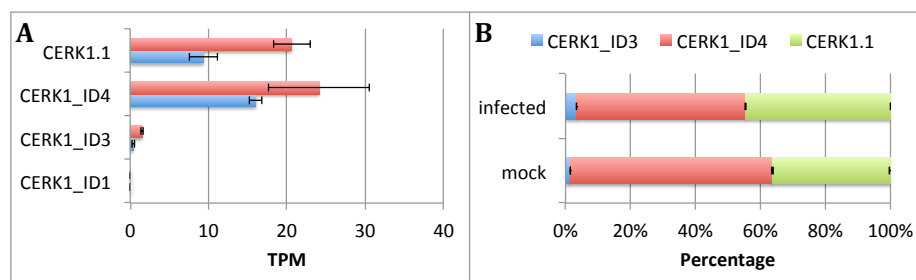 A
CERK1.1
CERK1_ID4
CERK1_ID3
CERK1_ID1
0 10 20 30 40
TPM
B
CERK1_ID3 CERK1_ID4 CERK1.1
infected
mock
0% 20% 40% 60% 80% 100%
Percentage